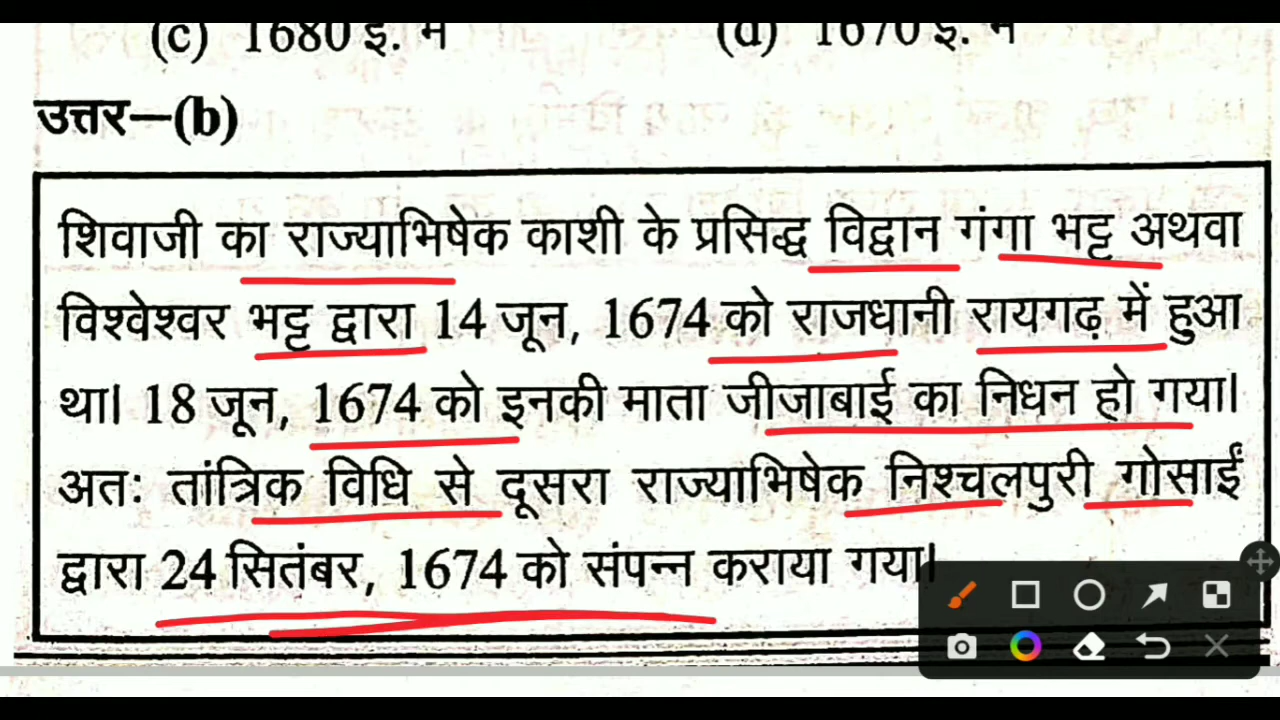 (c) 1680 ई. में (d) 1670 ई. में
उत्तर—(b)
शिवाजी का राज्याभिषेक काशी के प्रसिद्ध विद्वान गंगा भट्ट अथवा
विश्वेश्वर भट्ट द्वारा 14 जून, 1674 को राजधानी रायगढ़ में हुआ
था। 18 जून, 1674 को इनकी माता जीजाबाई का निधन हो गया।
अतः तांत्रिक विधि से दूसरा राज्याभिषेक निश्चलपुरी गोसाईं
द्वारा 24 सितंबर, 1674 को संपन्न कराया गया।